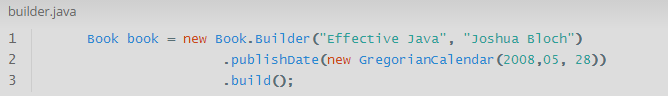 builder.java
1 Book book = new Book.Builder("Effective Java", "Joshua Bloch")
2 .publishDate(new GregorianCalendar(2008,05, 28))
3 .build();